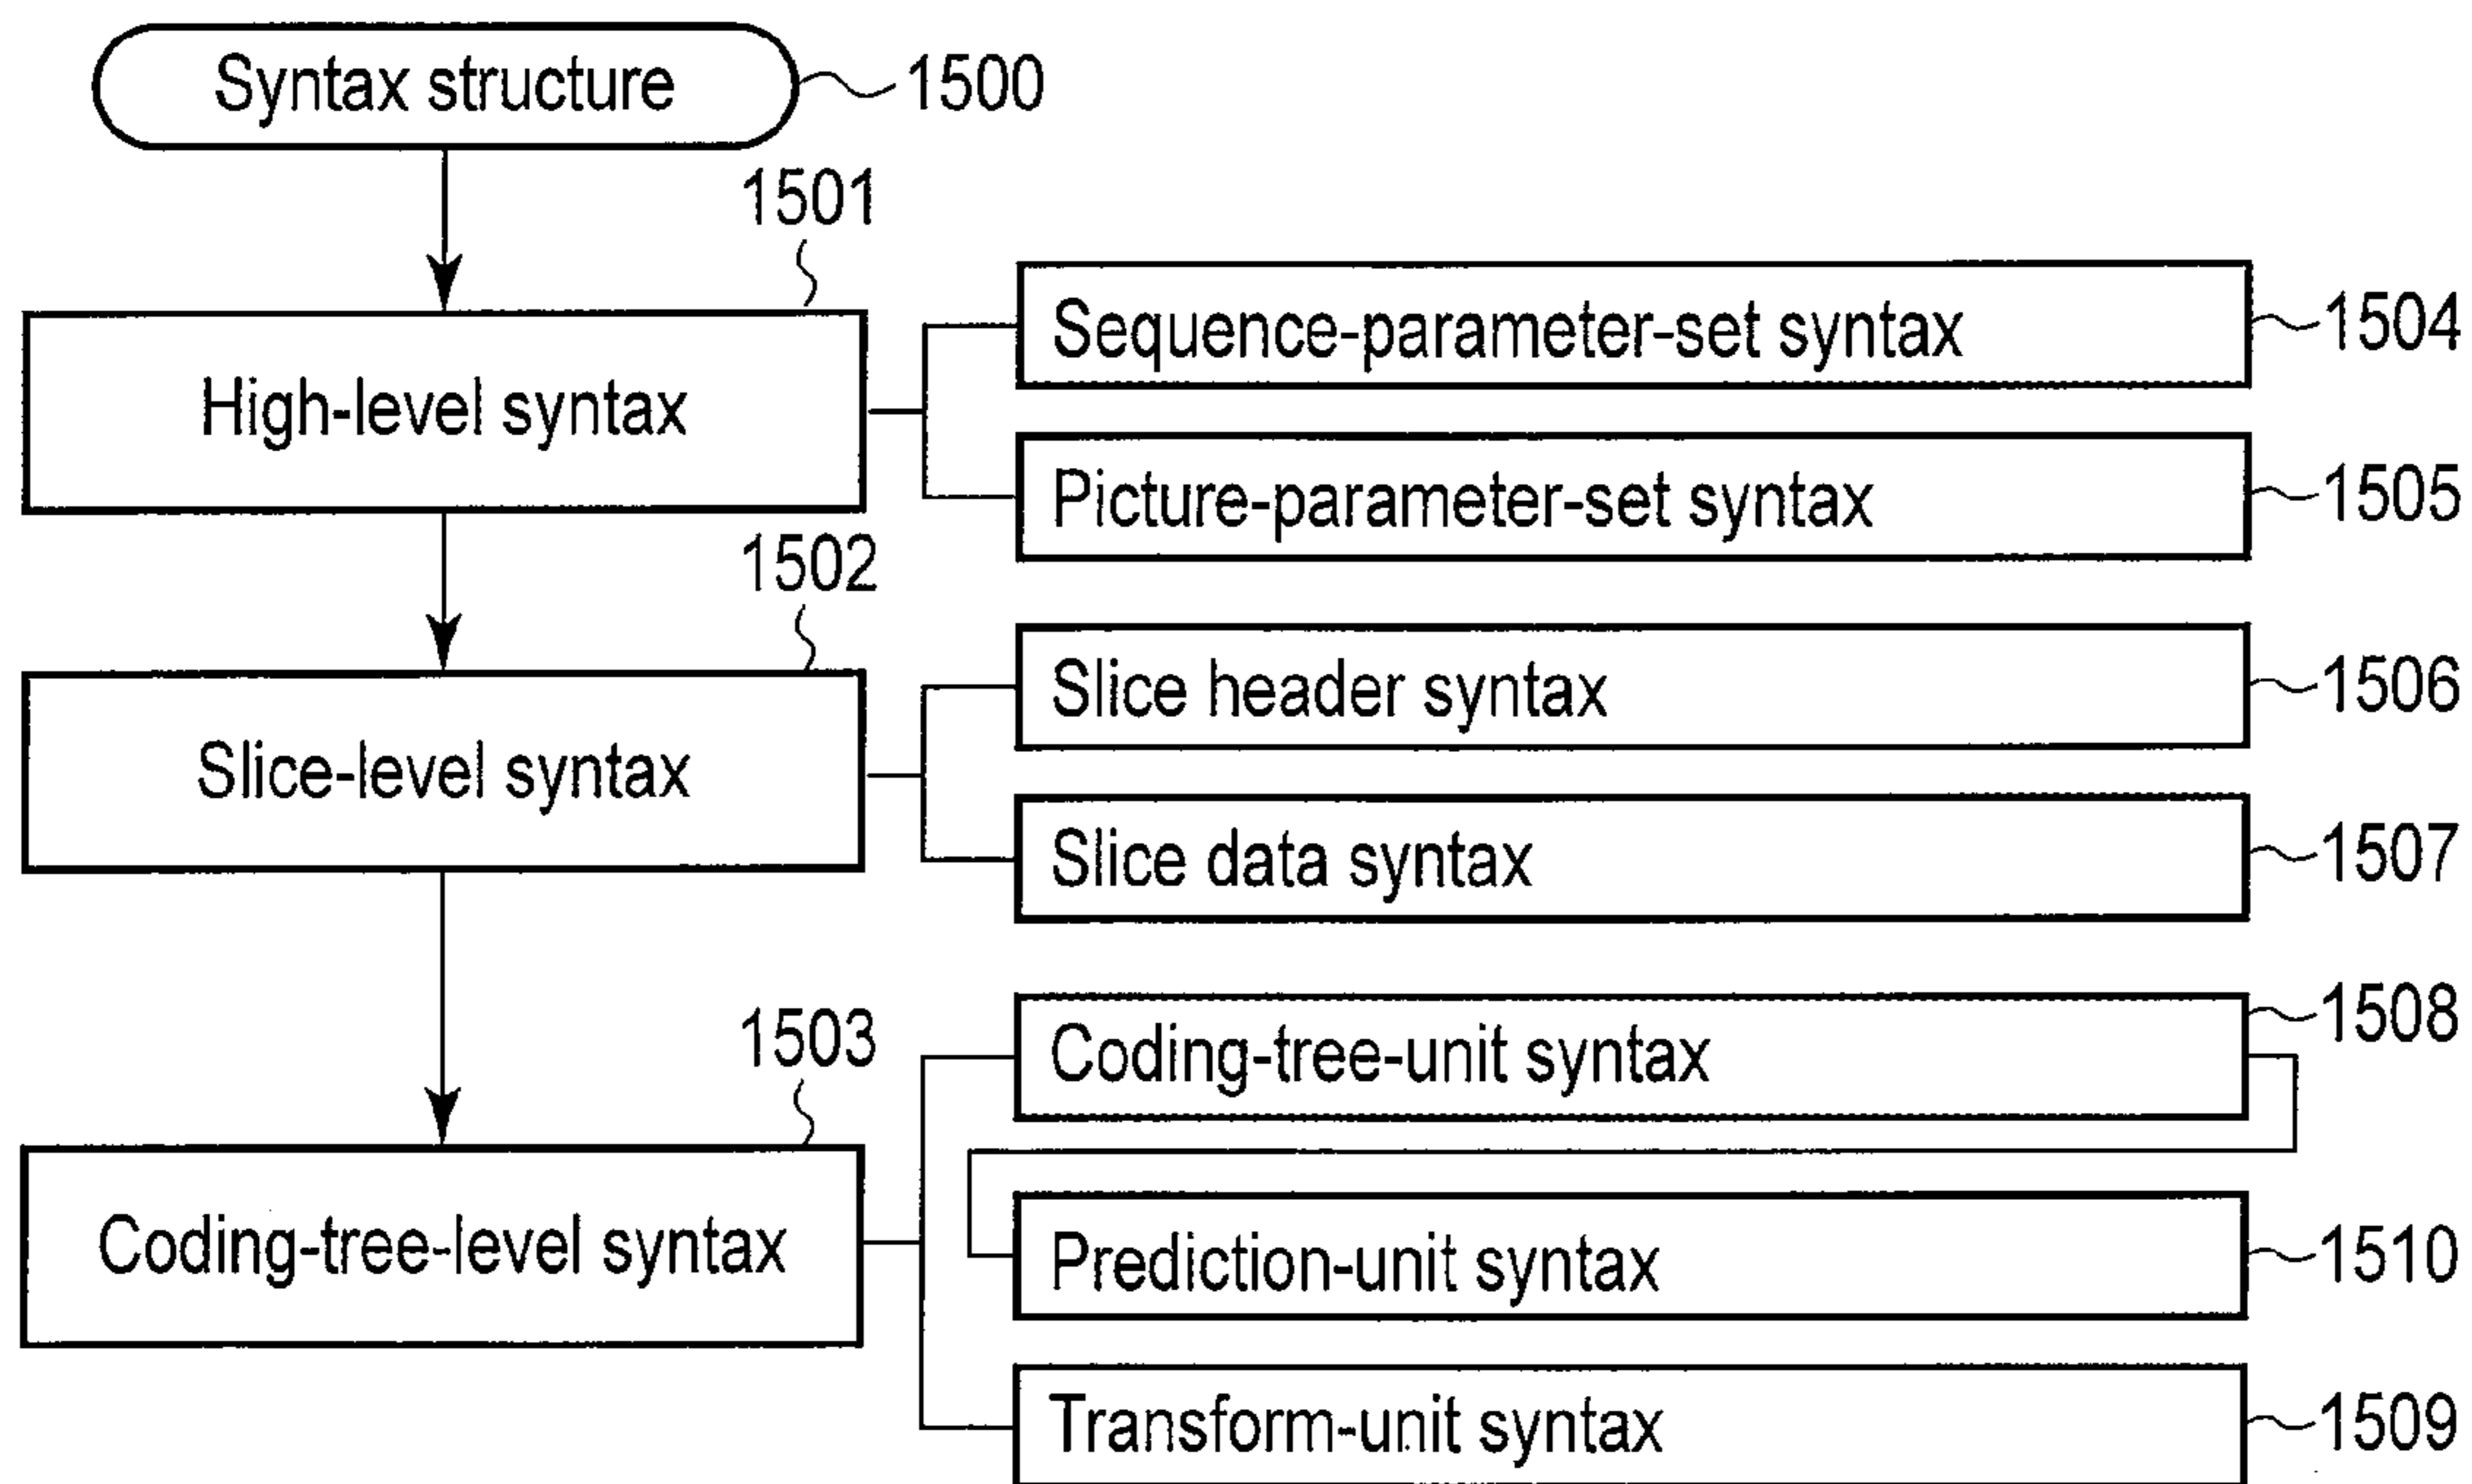 Syntax structure
1500
1501
High-level syntax
Sequence-parameter-set syntax
1504
Picture-parameter-set syntax
1505
1502
Slice-level syntax
Slice header syntax
1506
Slice data syntax
1507
1503
Coding-tree-level syntax
Coding-tree-unit syntax
1508
Prediction-unit syntax
1510
Transform-unit syntax
1509